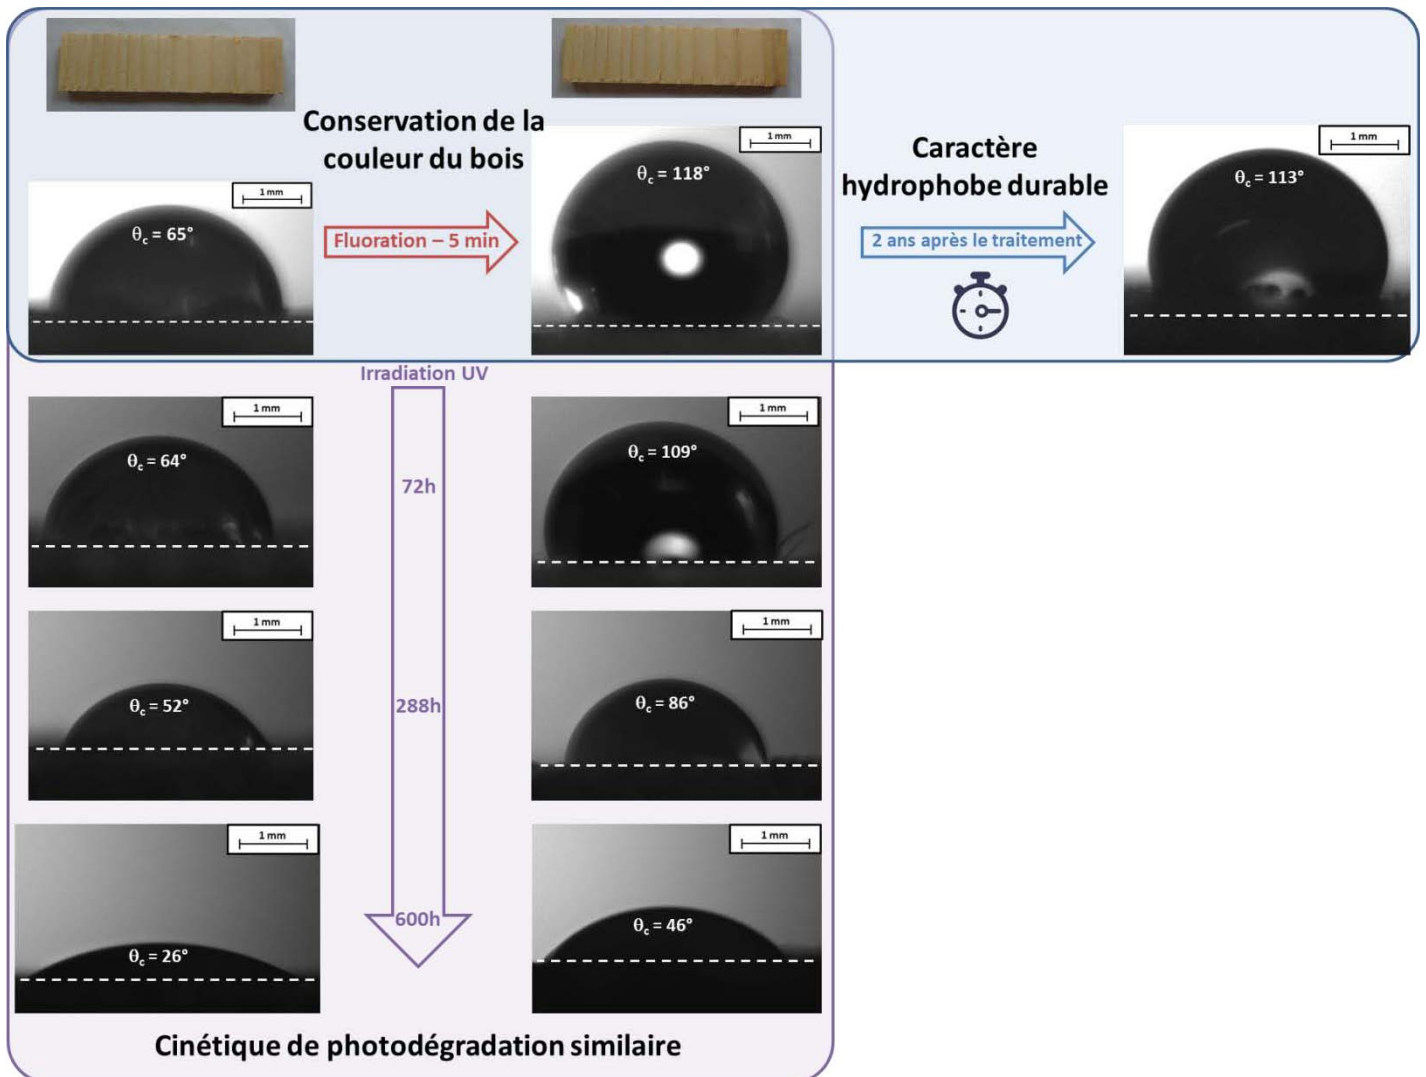 1 mm
Conservation de la
couleur du bois
1 mm
θc = 118°
Caractère
hydrophobe durable
1 mm
θc = 113°
1 mm
θc = 65°
Fluoration – 5 min
2 ans après le traitement
Irradiation UV
1 mm
θc = 64°
72h
1 mm
θc = 109°
1 mm
θc = 52°
288h
1 mm
θc = 86°
1 mm
θc = 26°
600h
1 mm
θc = 46°
Cinétique de photodégradation similaire